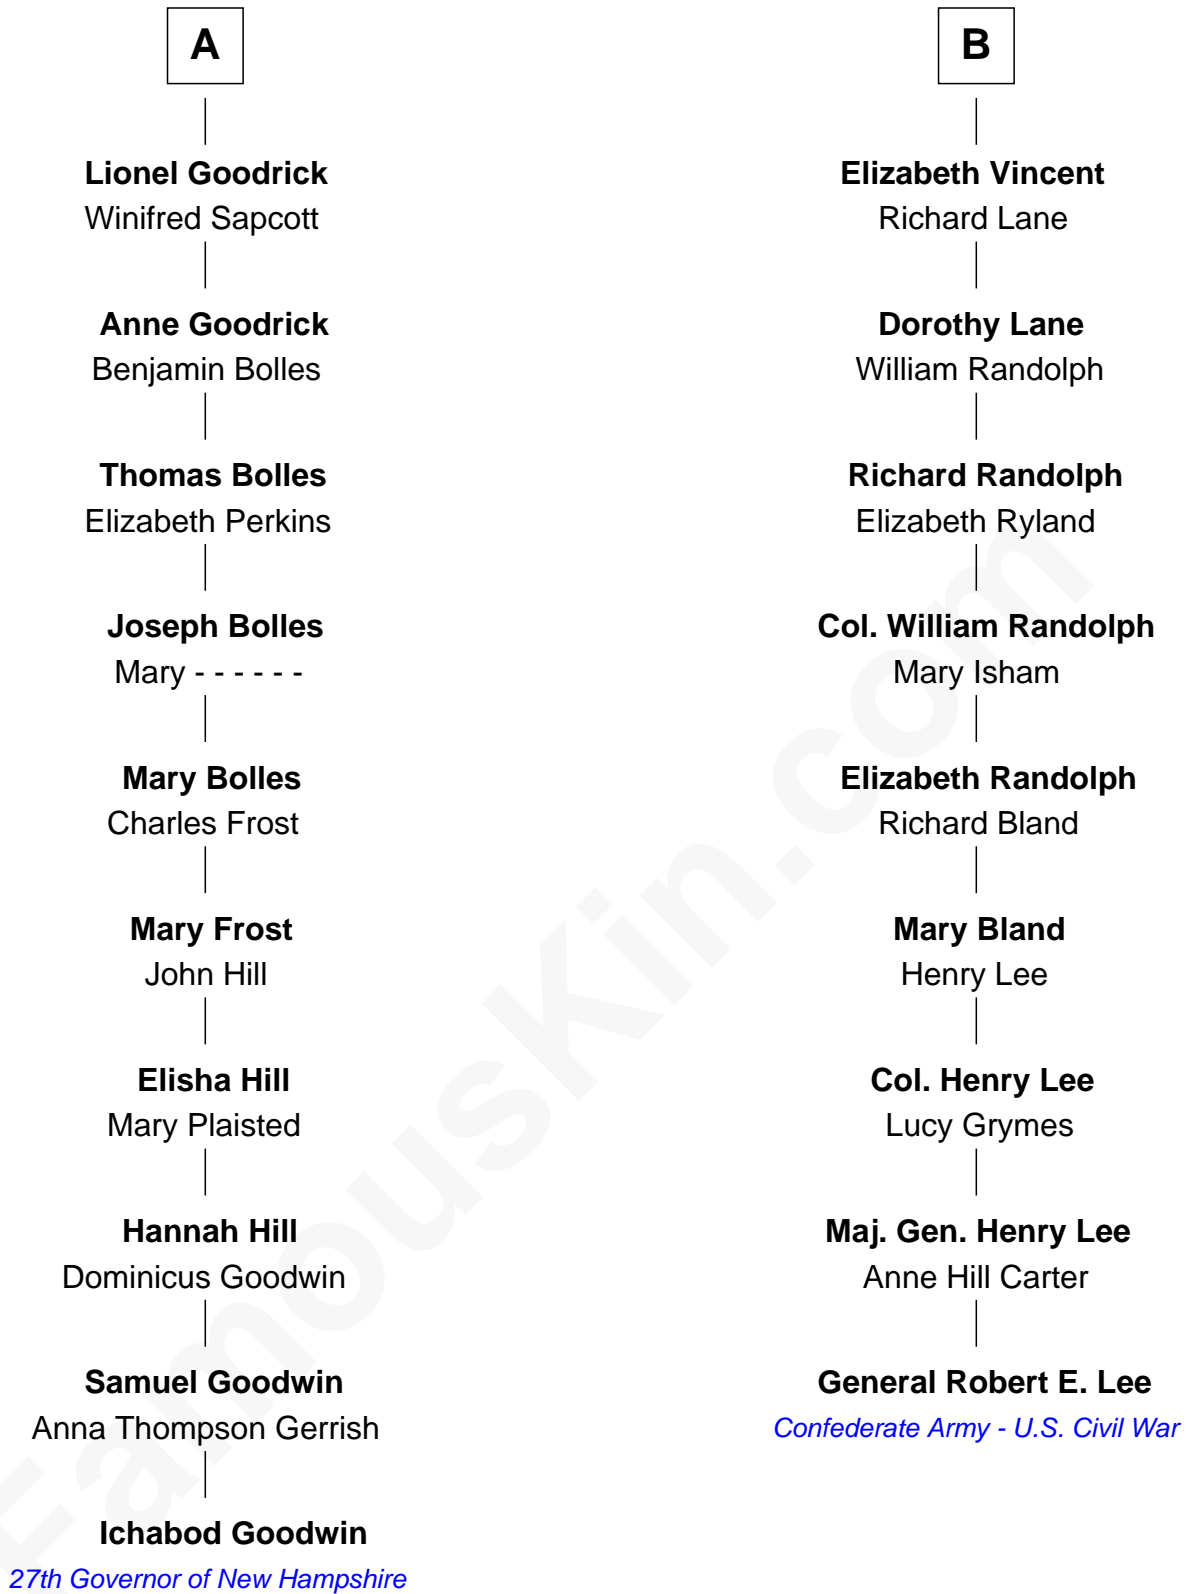 A
Lionel Goodrick
Winifred Sapcott
Anne Goodrick
Benjamin Bolles
Thomas Bolles
Elizabeth Perkins
Joseph Bolles
Mary - - - - - -
Mary Bolles
Charles Frost
Mary Frost
John Hill
Elisha Hill
Mary Plaisted
Hannah Hill
Dominicus Goodwin
Samuel Goodwin
Anna Thompson Gerrish
Ichabod Goodwin
27th Governor of New Hampshire
B
Elizabeth Vincent
Richard Lane
Dorothy Lane
William Randolph
Richard Randolph
Elizabeth Ryland
Col. William Randolph
Mary Isham
Elizabeth Randolph
Richard Bland
Mary Bland
Henry Lee
Col. Henry Lee
Lucy Grymes
Maj. Gen. Henry Lee
Anne Hill Carter
General Robert E. Lee
Confederate Army - U.S. Civil War
FamousKin.com